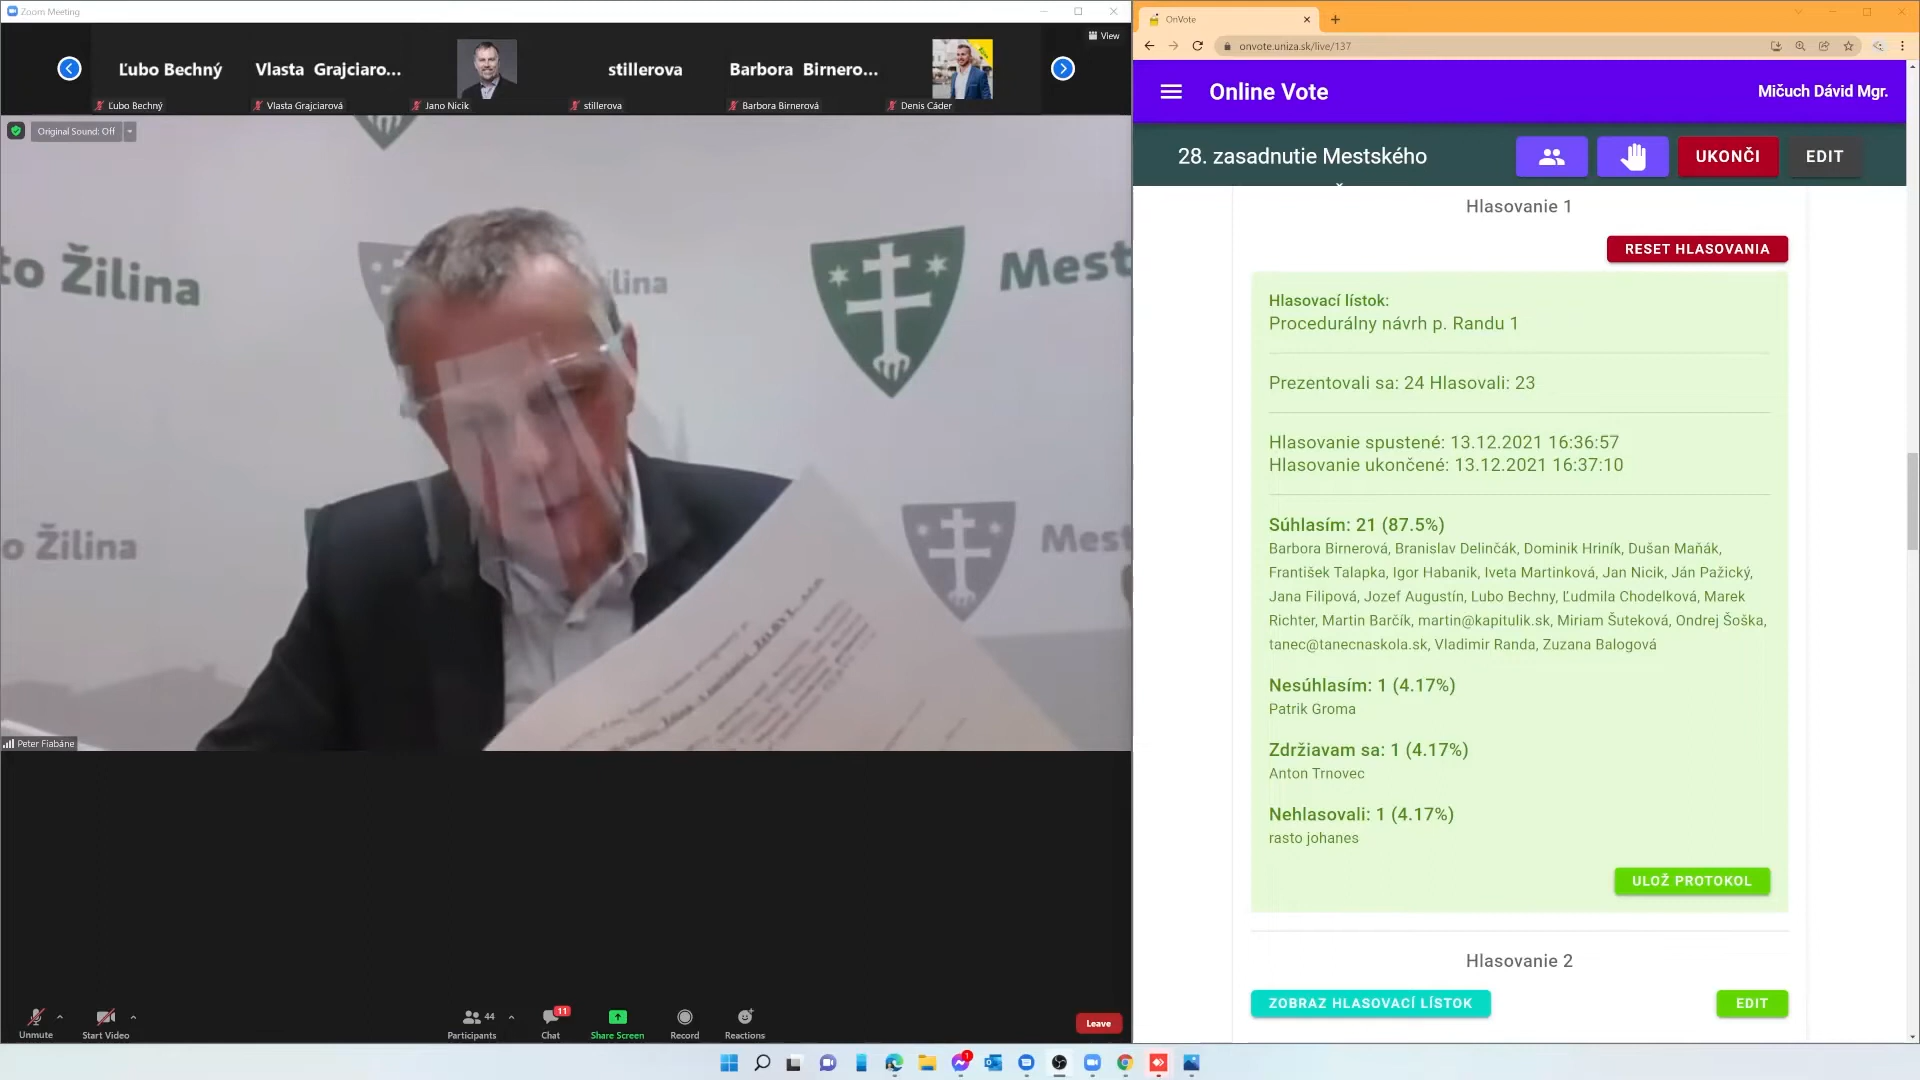 Zoom Meeting
View
Ľubo Bechný
Vlasta Grajciaro...
stillerova
Barbora Birnero...
Ľubo Bechný
Vlasta Grajciarová
Jano Nicík
stillerova
Barbora Birnerová
Denis Cáder
Original Sound: Off
to Žilina
ilina
Mest
o Žilina
Mest
Peter Fiabáne
Unmute
Start Video
44
Participants
11
Chat
Share Screen
Record
Reactions
Leave
OnVote
onvote.uniza.sk/live/137
Online Vote
Mičuch Dávid Mgr.
28. zasadnutie Mestského
UKONČI
EDIT
Hlasovanie 1
RESET HLASOVANIA
Hlasovací lístok:
Procedurálny návrh p. Randu 1
Prezentovali sa: 24 Hlasovali: 23
Hlasovanie spustené: 13.12.2021 16:36:57
Hlasovanie ukončené: 13.12.2021 16:37:10
Súhlasím: 21 (87.5%)
Barbora Birnerová, Branislav Delinčák, Dominik Hriník, Dušan Maňák,
František Talapka, Igor Habanik, Iveta Martinková, Jan Nicik, Ján Pažický,
Jana Filipová, Jozef Augustín, Lubo Bechny, Ľudmila Chodelková, Marek
Richter, Martin Barčík, martin@kapitulik.sk, Miriam Šuteková, Ondrej Šoška,
tanec@tanecnaskola.sk, Vladimir Randa, Zuzana Balogová
Nesúhlasím: 1 (4.17%)
Patrik Groma
Zdržiavam sa: 1 (4.17%)
Anton Trnovec
Nehlasovali: 1 (4.17%)
rasto johanes
ULOŽ PROTOKOL
Hlasovanie 2
ZOBRAZ HLASOVACÍ LÍSTOK
EDIT
1